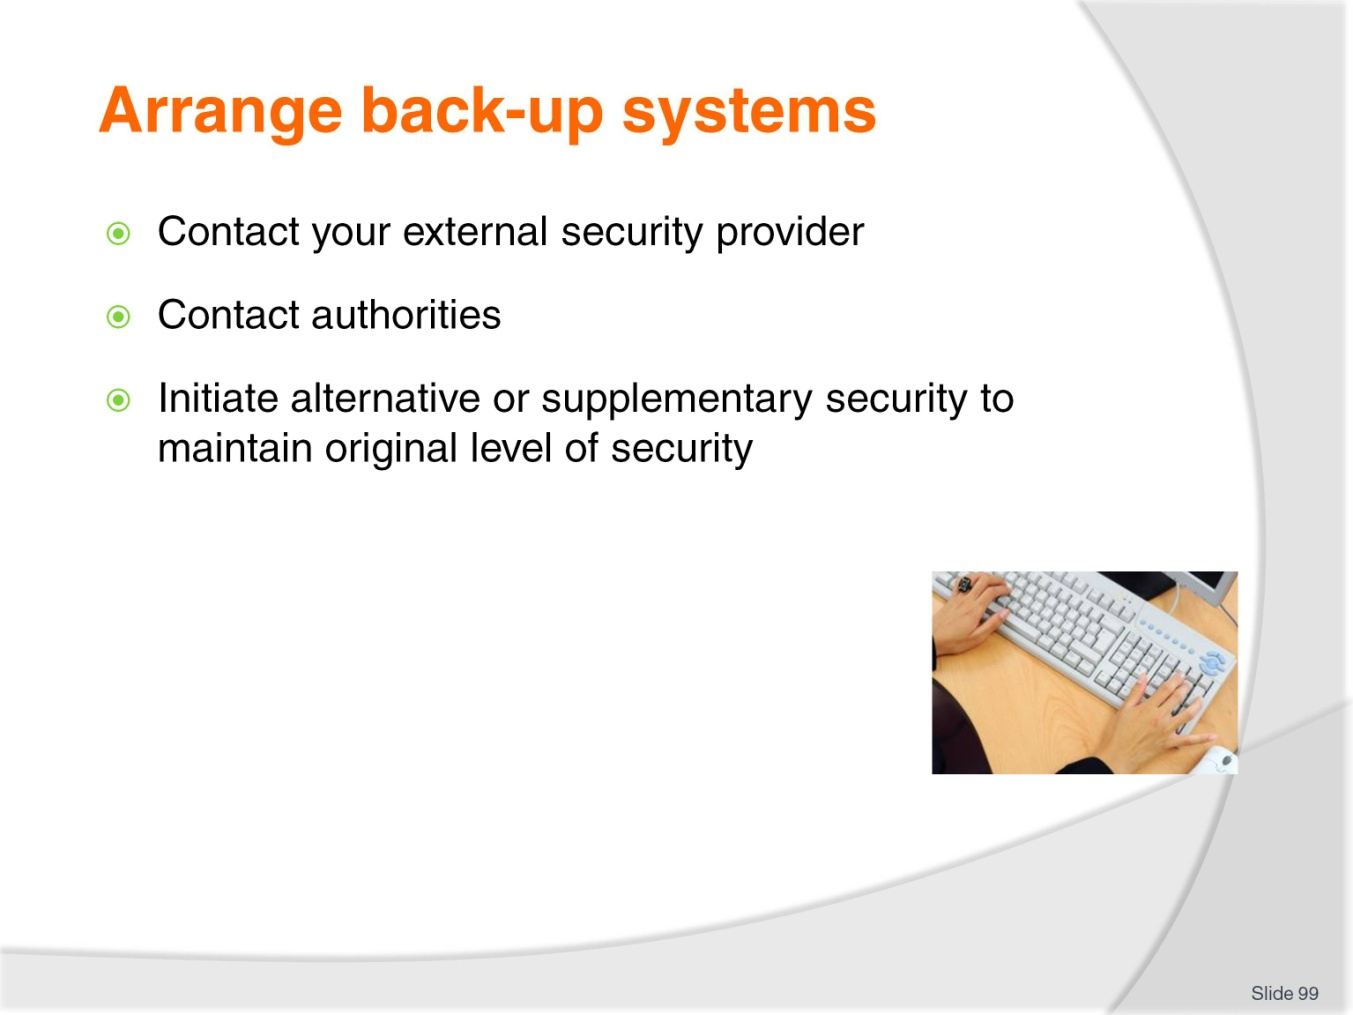 Arrange back-up systems
Contact your external security provider
Contact authorities
Initiate alternative or supplementary security to
maintain original level of security
Slide 99